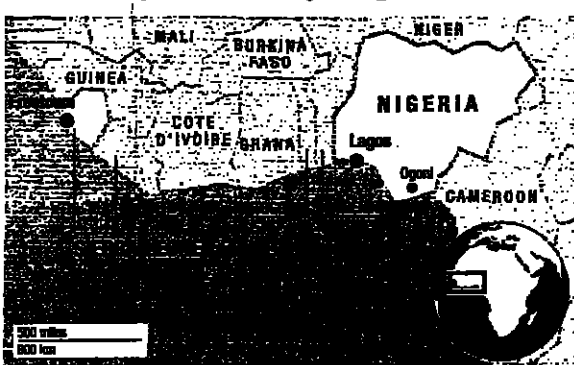 MALI
BURKINA
FASO
NIGER
GUINEA
NIGERIA
COTE
D'IVOIRE
GHANA
Lagos
Ogoni
CAMEROON
500 miles
800 km